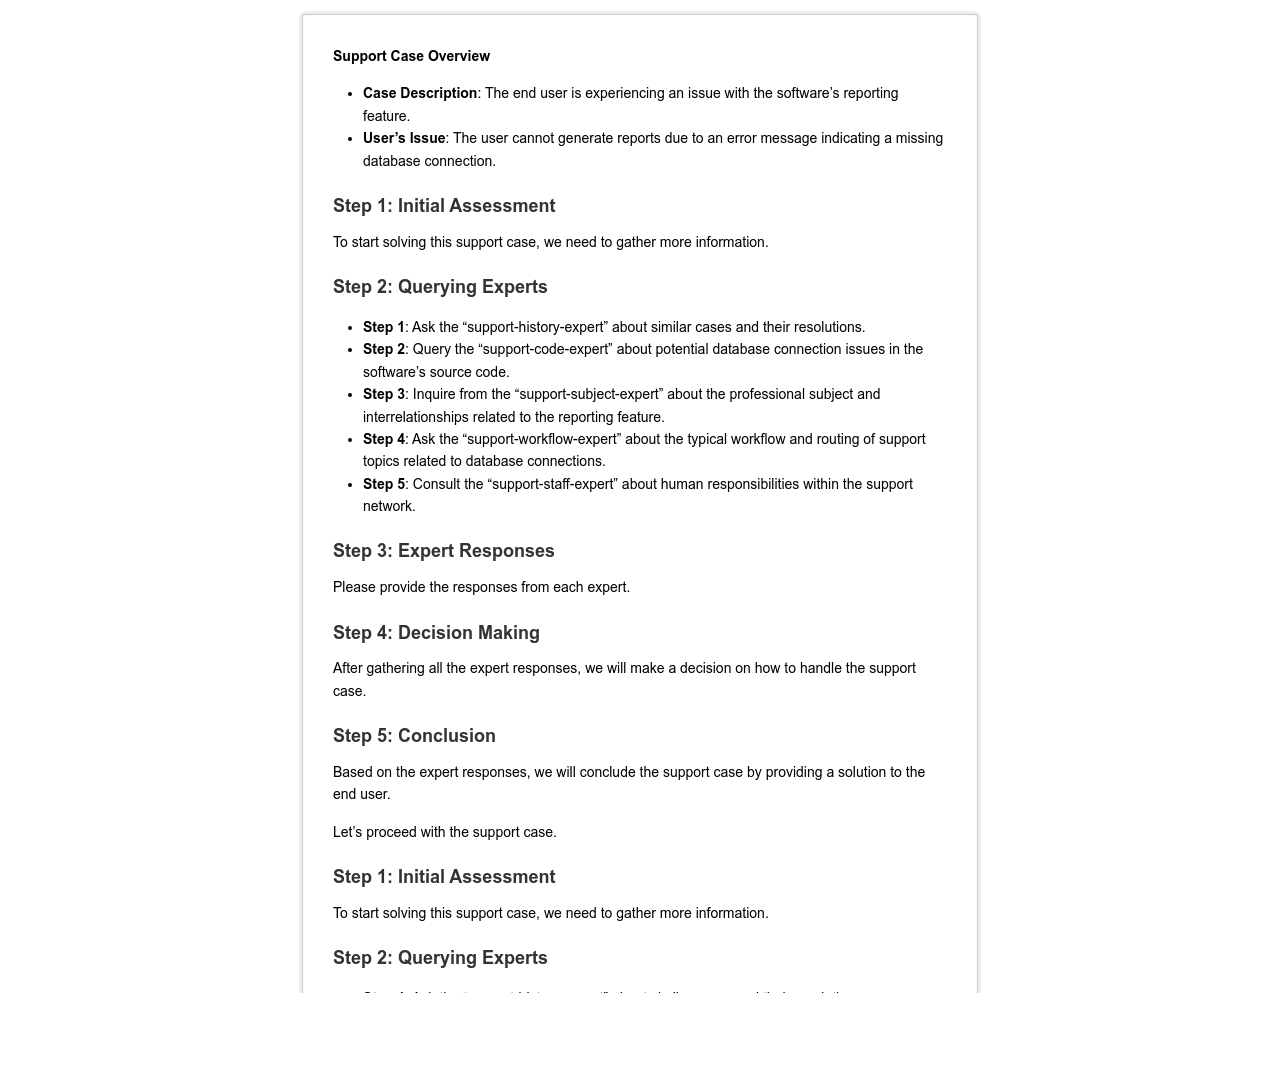 Support Case Overview
Case Description: The end user is experiencing an issue with the software’s reporting
feature.
User’s Issue: The user cannot generate reports due to an error message indicating a missing
database connection.
Step 1: Initial Assessment
To start solving this support case, we need to gather more information.
Step 2: Querying Experts
Step 1: Ask the “support-history-expert” about similar cases and their resolutions.
Step 2: Query the “support-code-expert” about potential database connection issues in the
software’s source code.
Step 3: Inquire from the “support-subject-expert” about the professional subject and
interrelationships related to the reporting feature.
Step 4: Ask the “support-workflow-expert” about the typical workflow and routing of support
topics related to database connections.
Step 5: Consult the “support-staff-expert” about human responsibilities within the support
network.
Step 3: Expert Responses
Please provide the responses from each expert.
Step 4: Decision Making
After gathering all the expert responses, we will make a decision on how to handle the support
case.
Step 5: Conclusion
Based on the expert responses, we will conclude the support case by providing a solution to the
end user.
Let’s proceed with the support case.
Step 1: Initial Assessment
To start solving this support case, we need to gather more information.
Step 2: Querying Experts